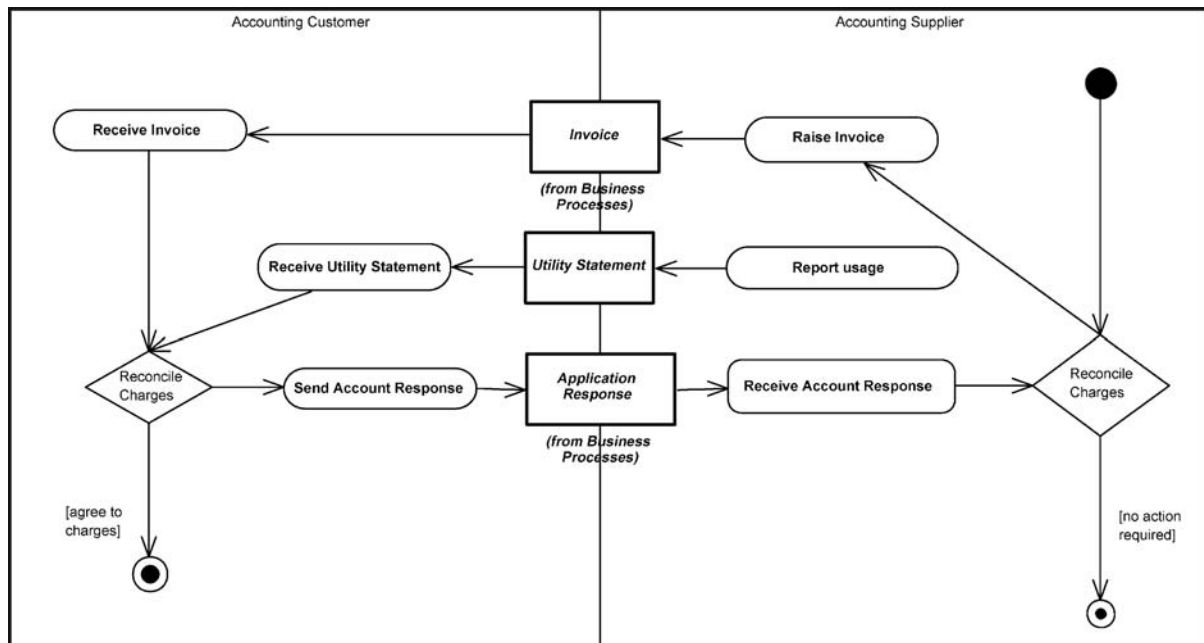 Accounting Customer
Accounting Supplier
Receive Invoice
Invoice
Raise Invoice
(from Business
Processes)
Receive Utility Statement
Utility Statement
Report usage
Reconcile
Charges
Send Account Response
Application
Response
Receive Account Response
Reconcile
Charges
(from Business
Processes)
[agree to
charges]
[no action
required]